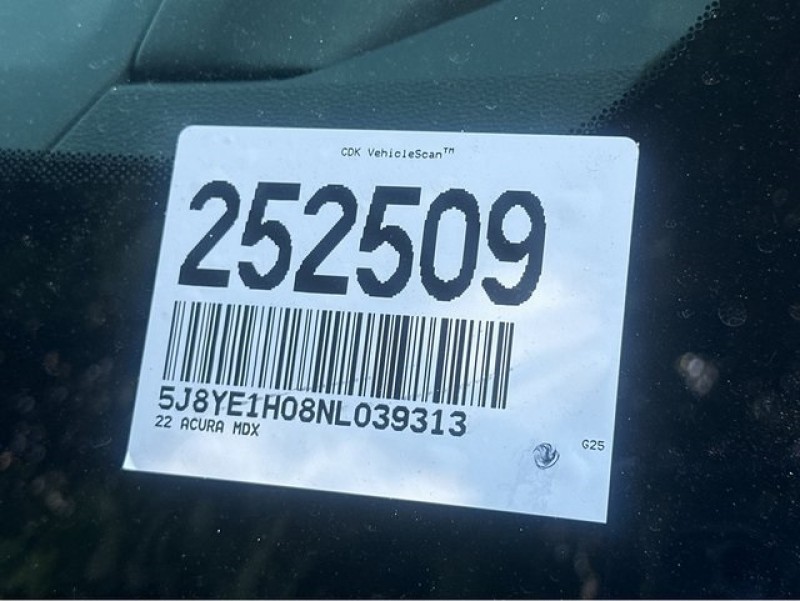 CDK VehicleScan™
252509
5J8YE1H08NL039313
22 ACURA MDX
G25